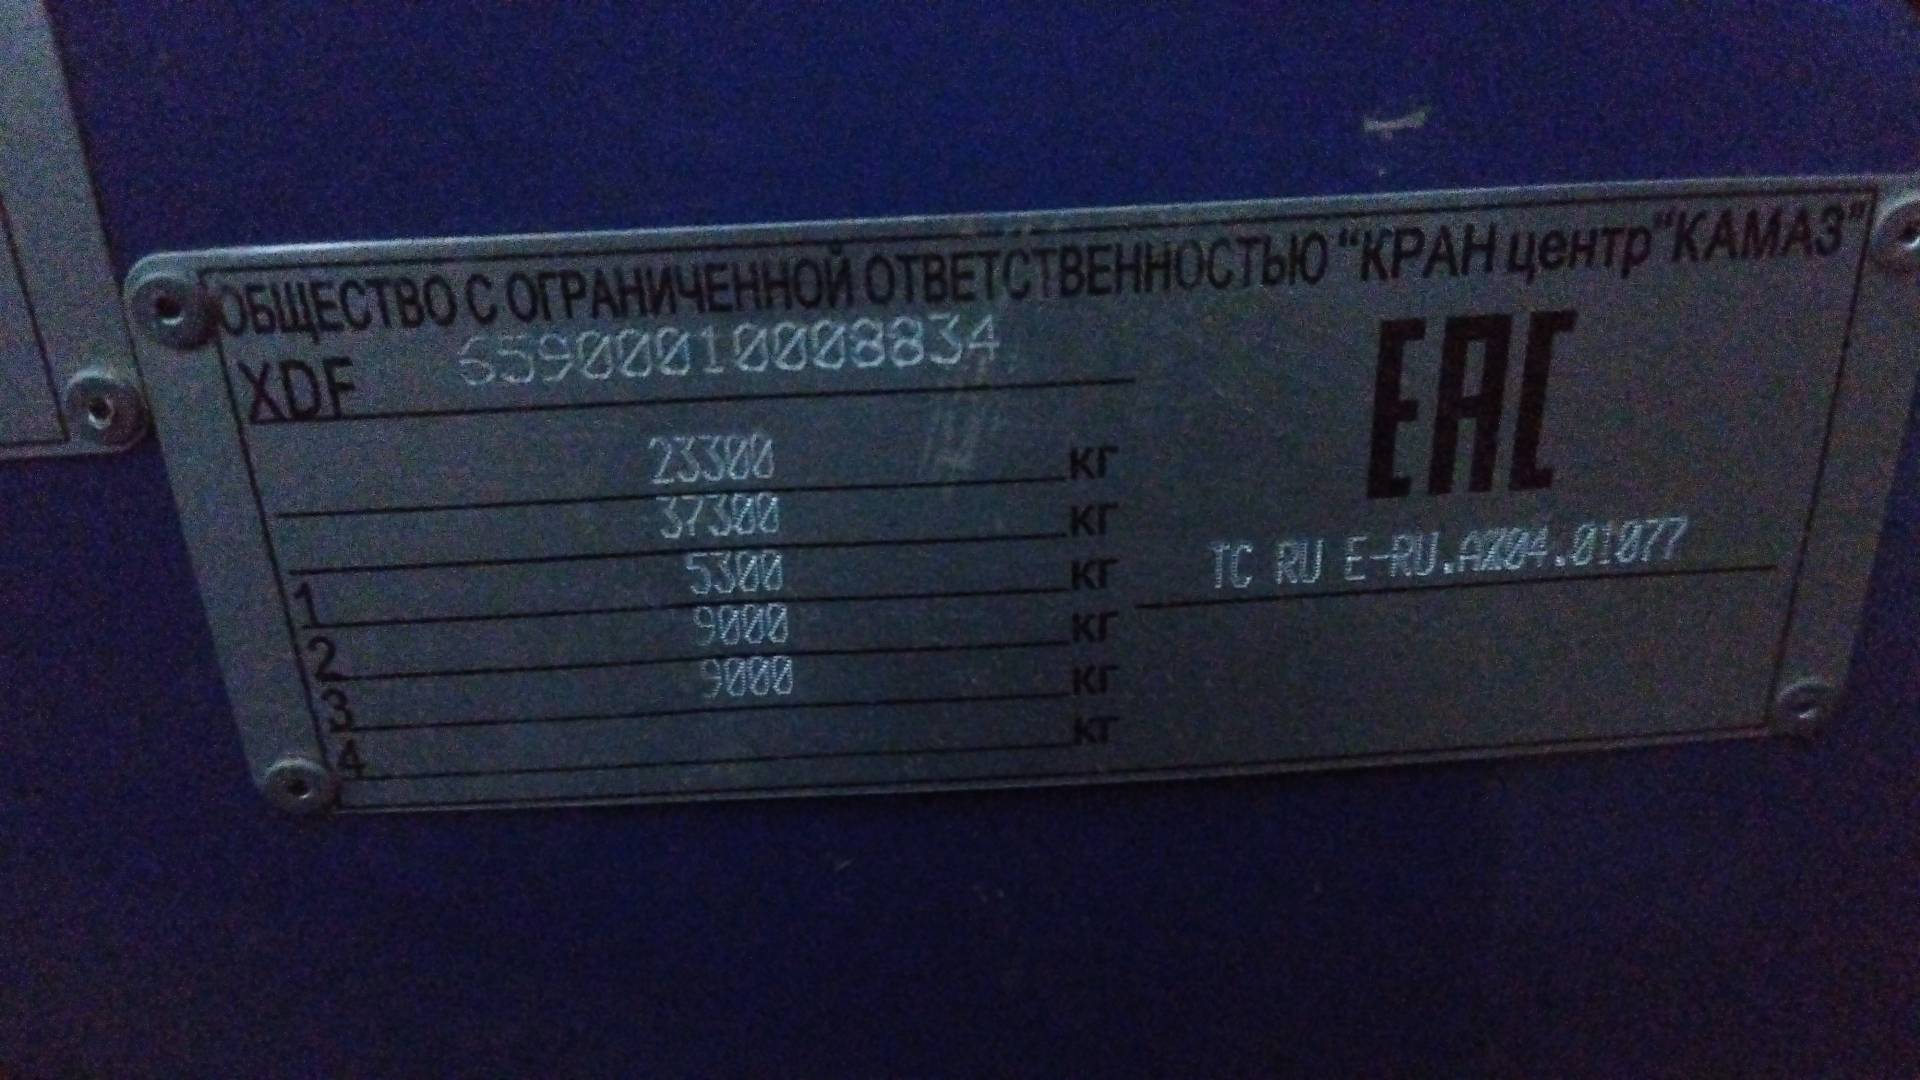 ОБЩЕСТВО С ОГРАНИЧЕННОЙ ОТВЕТСТВЕННОСТЬЮ "КРАН центр "КАМАЗ"
XDF 65900010008834
EAC
23300 кг
37300 кг
1 5300 кг
2 9000 кг
3 9000 кг
4 кг
TC RU E-RU.АЯ04.01077